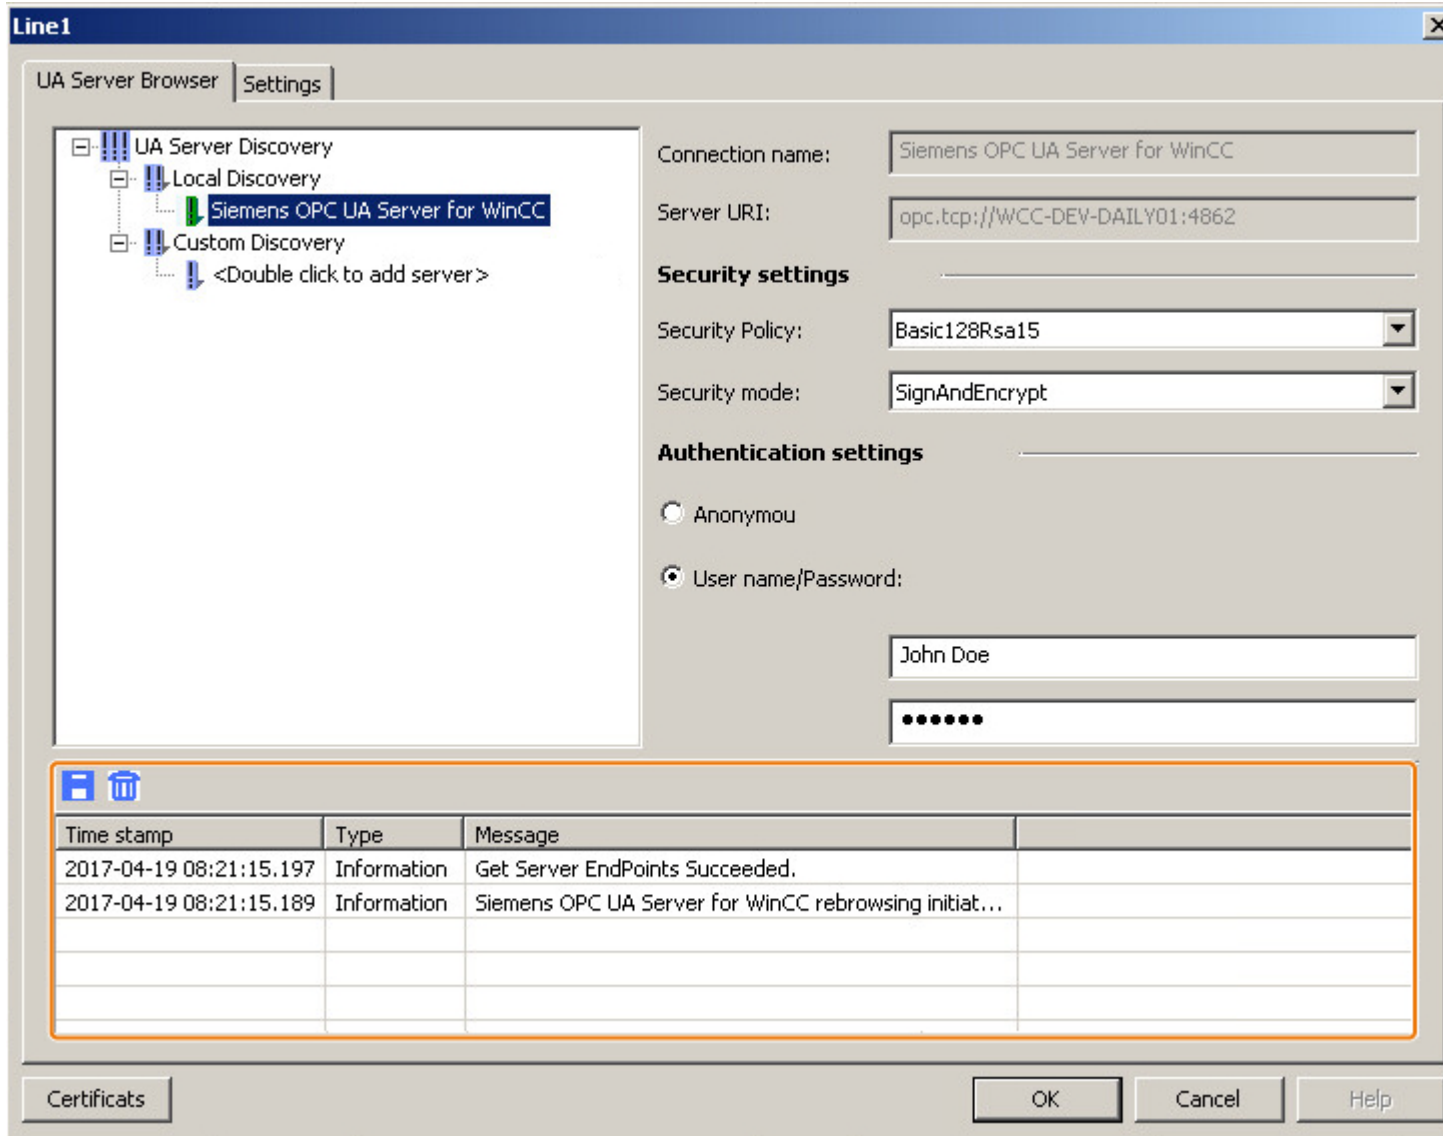 Line1
UA Server Browser
Settings
UA Server Discovery
Local Discovery
Siemens OPC UA Server for WinCC
Custom Discovery
<Double click to add server>
Connection name:
Siemens OPC UA Server for WinCC
Server URI:
opc.tcp://WCC-DEV-DAILY01:4862
Security settings
Security Policy:
Basic128Rsa15
Security mode:
SignAndEncrypt
Authentication settings
Anonymou
User name/Password:
John Doe
••••••
Time stamp Type Message
2017-04-19 08:21:15.197 Information Get Server EndPoints Succeeded.
2017-04-19 08:21:15.189 Information Siemens OPC UA Server for WinCC rebrowsing initiat...
Certificats
OK
Cancel
Help